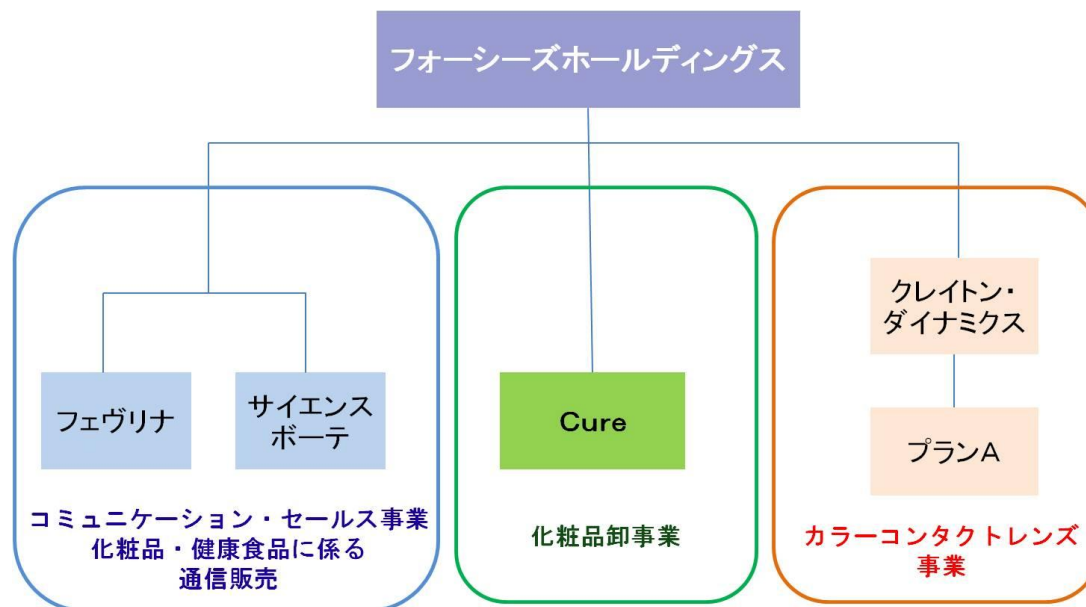 フォーシーズホールディングス
フェヴリナ
サイエンス
ボーテ
コミュニケーション・セールス事業
化粧品・健康食品に係る
通信販売
Cure
化粧品卸事業
クレイトン・
ダイナミクス
プランA
カラーコンタクトレンズ
事業